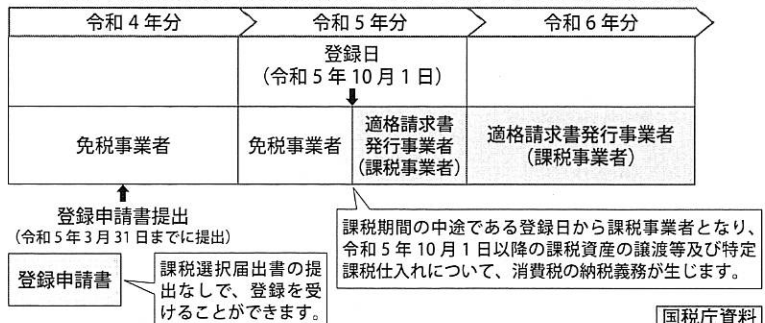 令和4年分
令和5年分
令和6年分
登録日
(令和5年10月1日)
免税事業者
免税事業者
適格請求書
発行事業者
(課税事業者)
適格請求書発行事業者
(課税事業者)
登録申請書提出
(令和5年3月31日までに提出)
登録申請書
課税選択届出書の提
出なしで、登録を受
けることができます。
課税期間の中途である登録日から課税事業者となり、
令和5年10月1日以降の課税資産の譲渡等及び特定
課税仕入れについて、消費税の納税義務が生じます。
国税庁資料